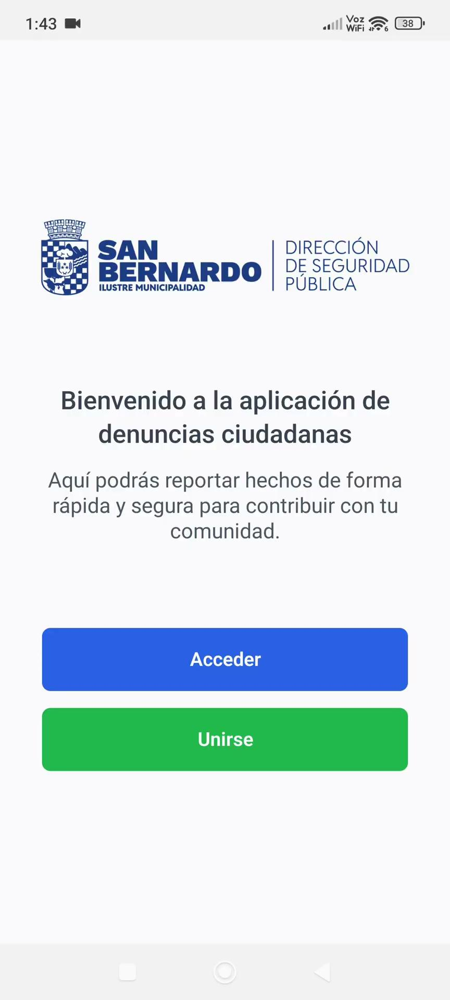 1:43
Voz
WiFi
6
38
SAN
BERNARDO
ILUSTRE MUNICIPALIDAD
DIRECCIÓN
DE SEGURIDAD
PÚBLICA
Bienvenido a la aplicación de
denuncias ciudadanas
Aquí podrás reportar hechos de forma
rápida y segura para contribuir con tu
comunidad.
Acceder
Unirse